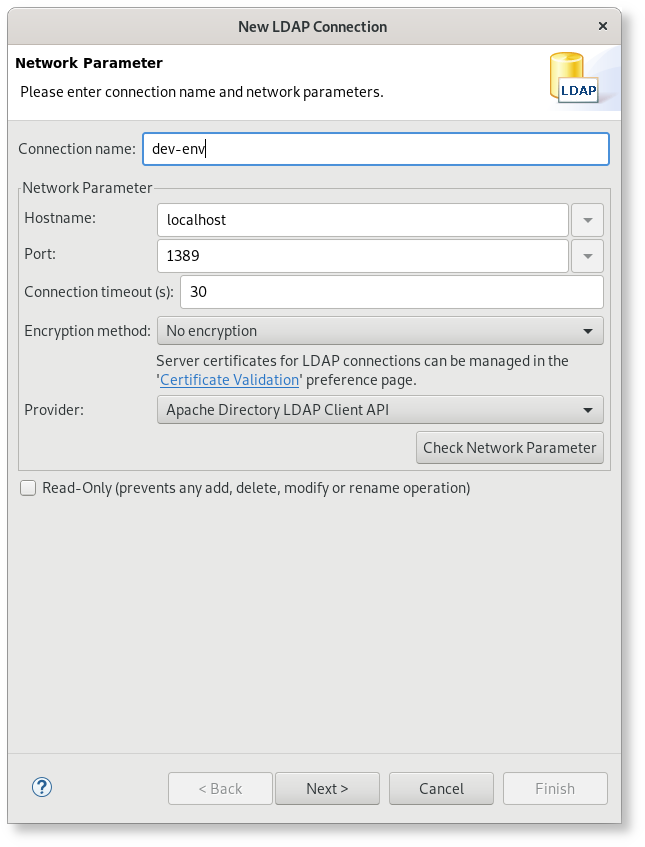 New LDAP Connection ×
Network Parameter
Please enter connection name and network parameters.
LDAP
Connection name: dev-env
Network Parameter
Hostname: localhost
Port: 1389
Connection timeout (s): 30
Encryption method: No encryption
Server certificates for LDAP connections can be managed in the
'Certificate Validation' preference page.
Provider: Apache Directory LDAP Client API
Check Network Parameter
Read-Only (prevents any add, delete, modify or rename operation)
? < Back Next > Cancel Finish